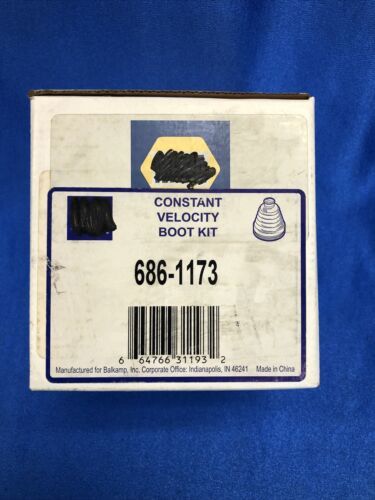 CONSTANT
VELOCITY
BOOT KIT
686-1173
6 64766 31193 2
Manufactured for Balkamp, Inc. Corporate Office: Indianapolis, IN 46241 Made in China